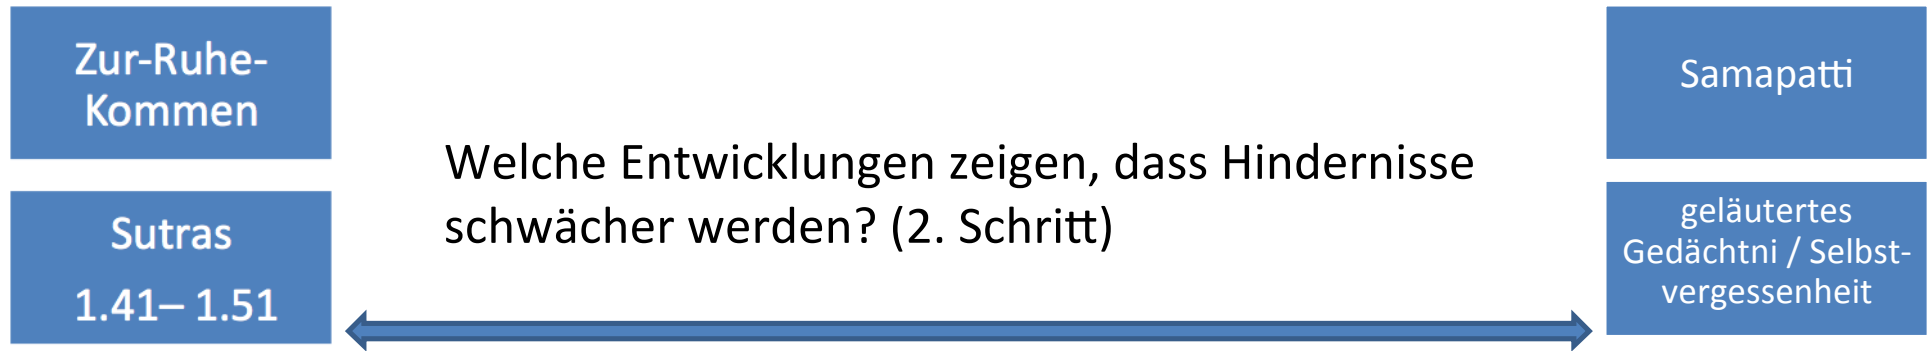 Zur-Ruhe-
Kommen
Sutras
1.41– 1.51
Welche Entwicklungen zeigen, dass Hindernisse
schwächer werden? (2. Schritt)
Samapatti
geläutertes
Gedächtni / Selbst-
vergessenheit